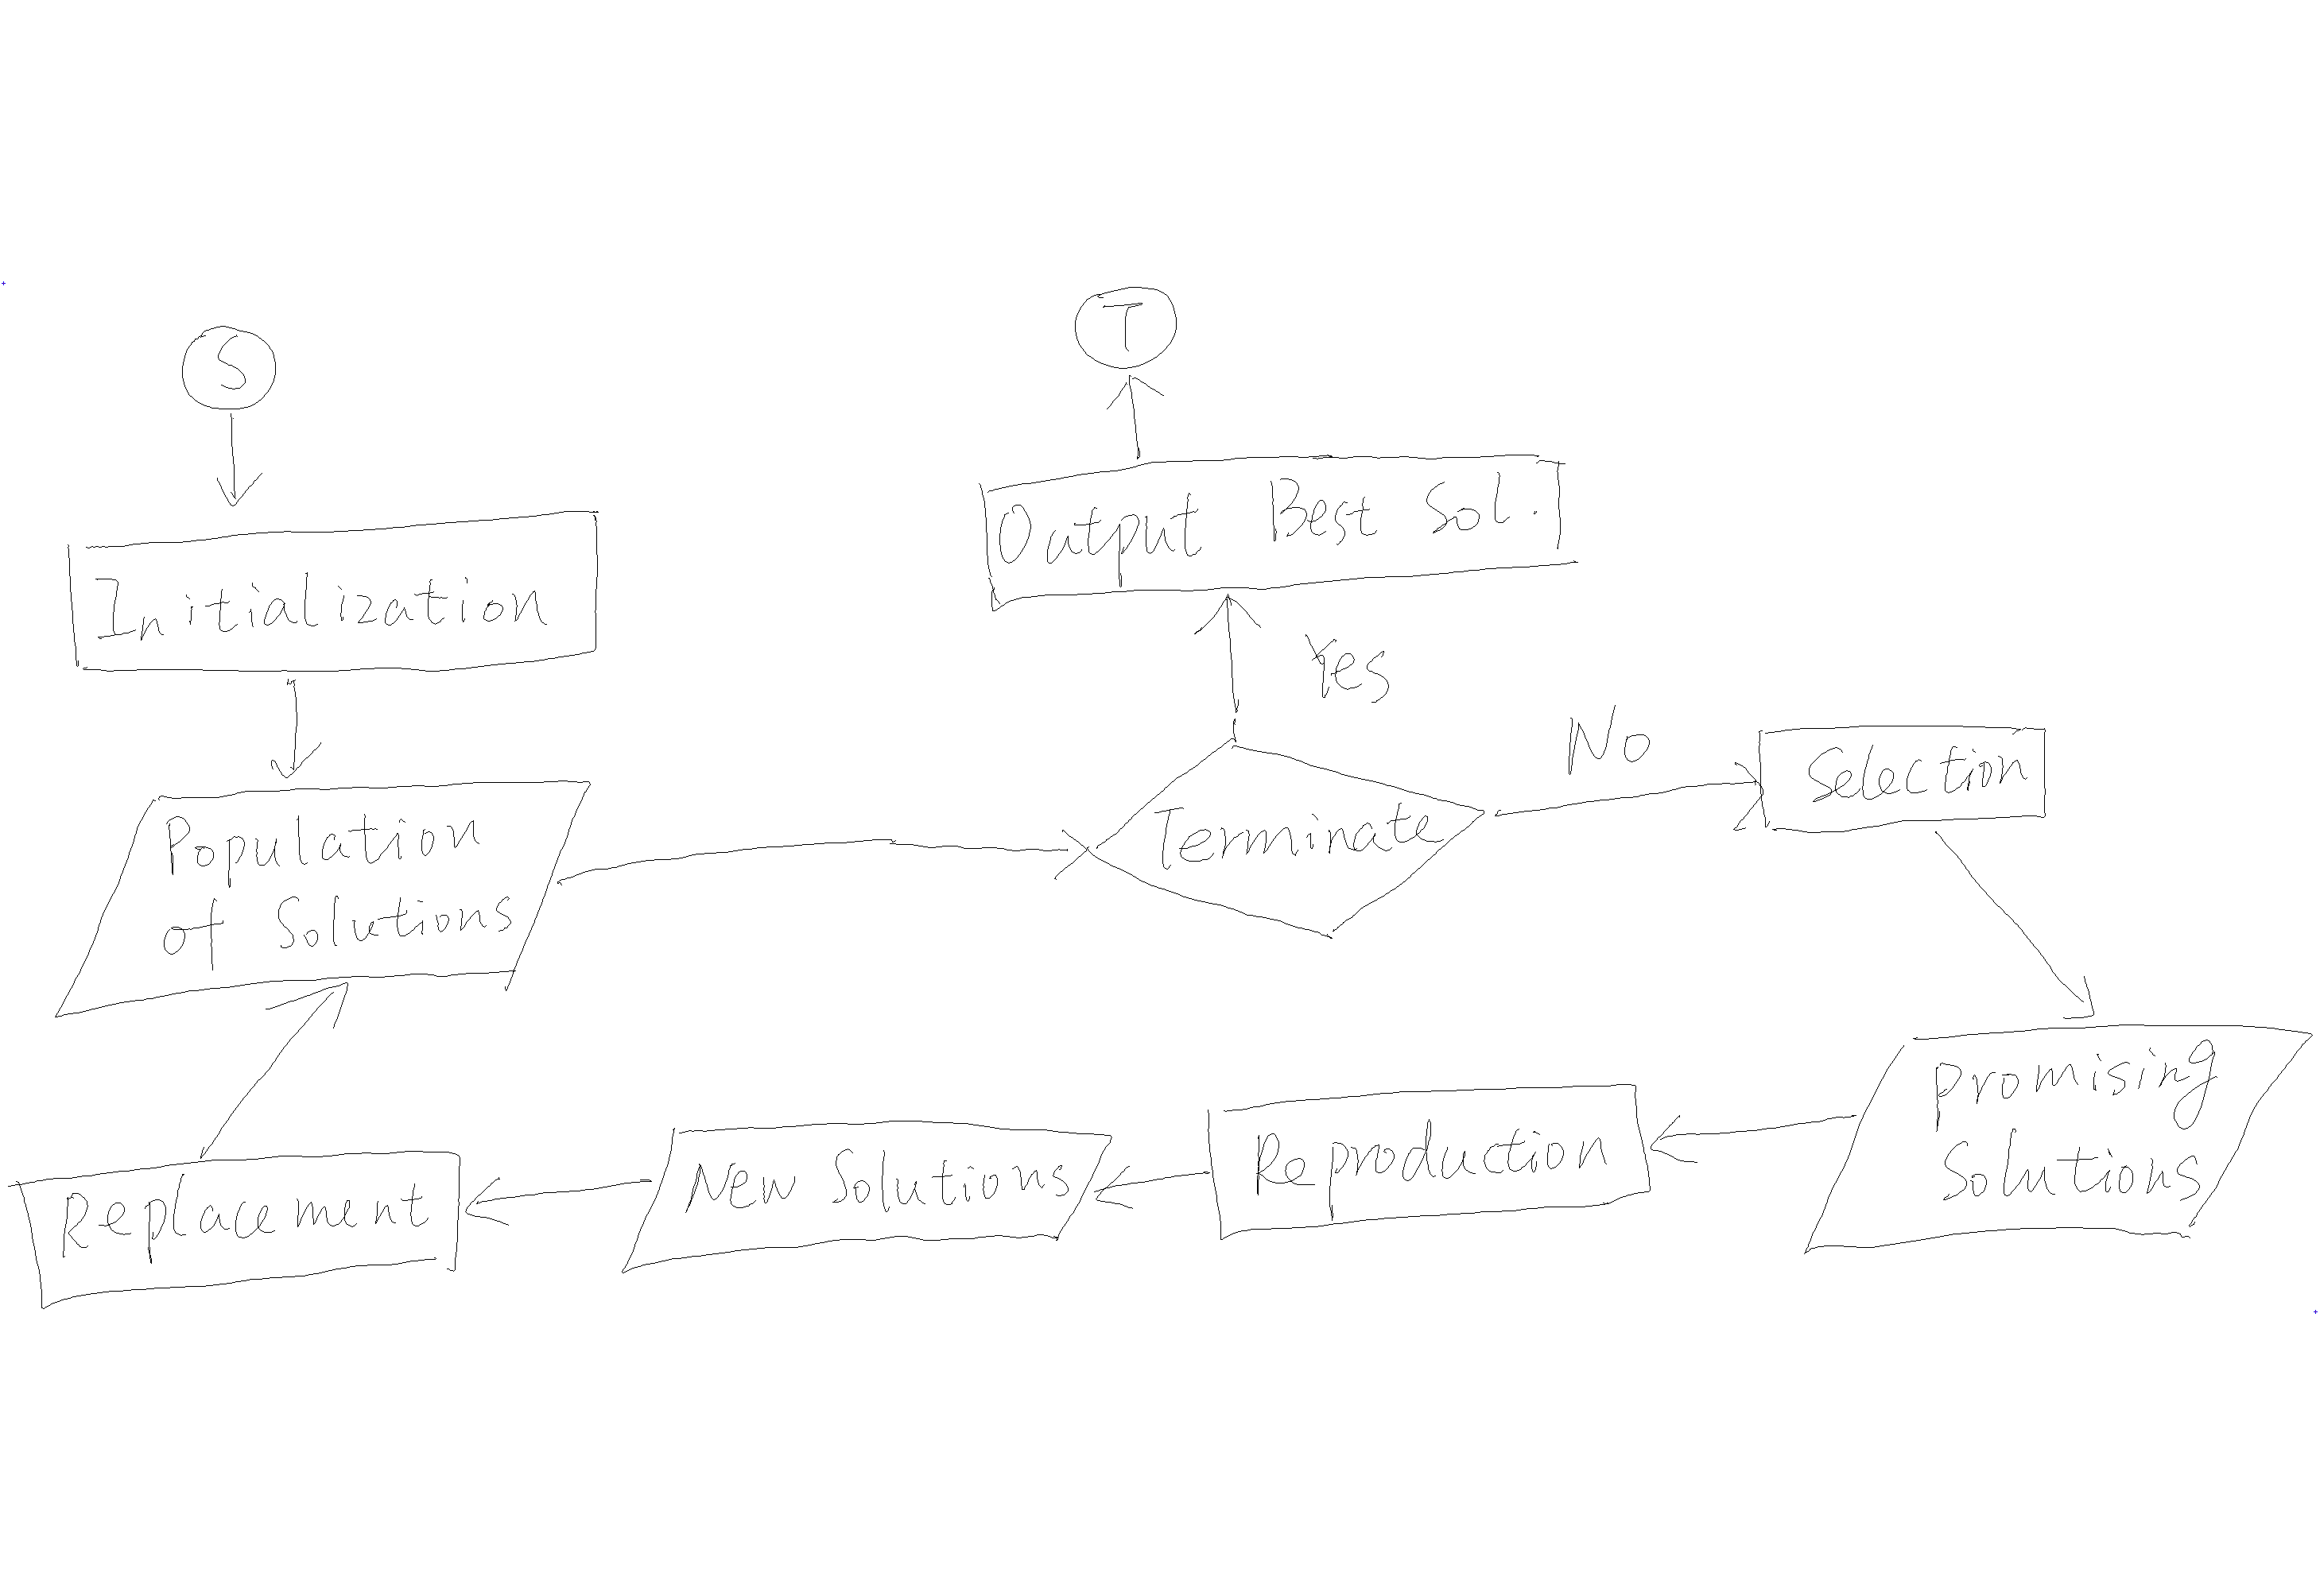 S
Initialization
Population
of Solutions
T
Output Best Sol.
Yes
Terminate
No
Selection
Promising
Solutions
Reproduction
New Solutions
Replacement